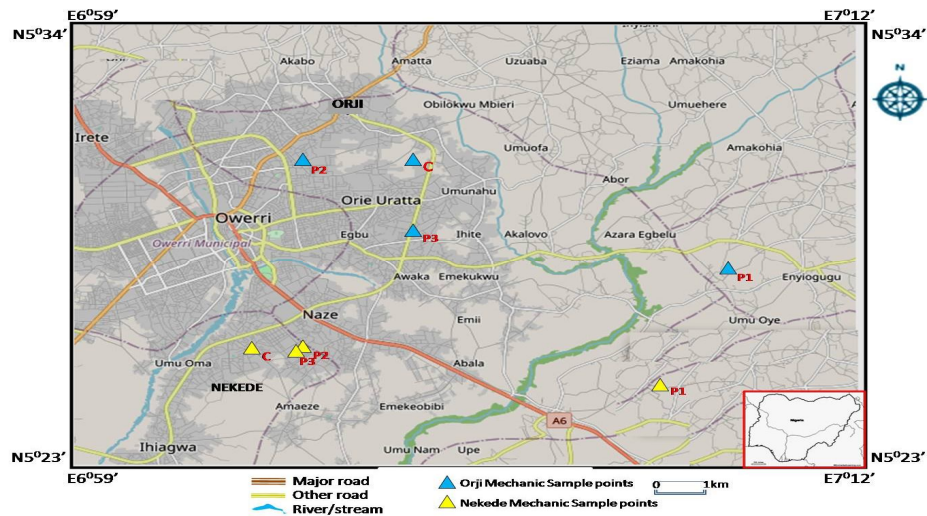 E6⁰59′
E7⁰12′
N5⁰34′
N5⁰34′
Akabo
Amatta
Uzuaba
Eziama
Amakohia
N
ORJI
Obilokwu Mbieri
Umuehere
Irete
Umuofa
Amakohia
P2
C
Abor
Umunahu
Orie Uratta
Owerri
P3
Egbu
Ihite
Akalovo
Azara Egbelu
Owerri Municipal
Awaka
Emekukwu
P1
Enyiogugu
Naze
Emii
Umu Oye
P2
C
P3
Umu Oma
Abala
NEKEDE
P1
Amaeze
Emekeobibi
A6
Nigeria
Ihiagwa
Umu Nam
Upe
N5⁰23′
N5⁰23′
E6⁰59′
E7⁰12′
Major road
Other road
River/stream
Orji Mechanic Sample points
Nekede Mechanic Sample points
0 1km